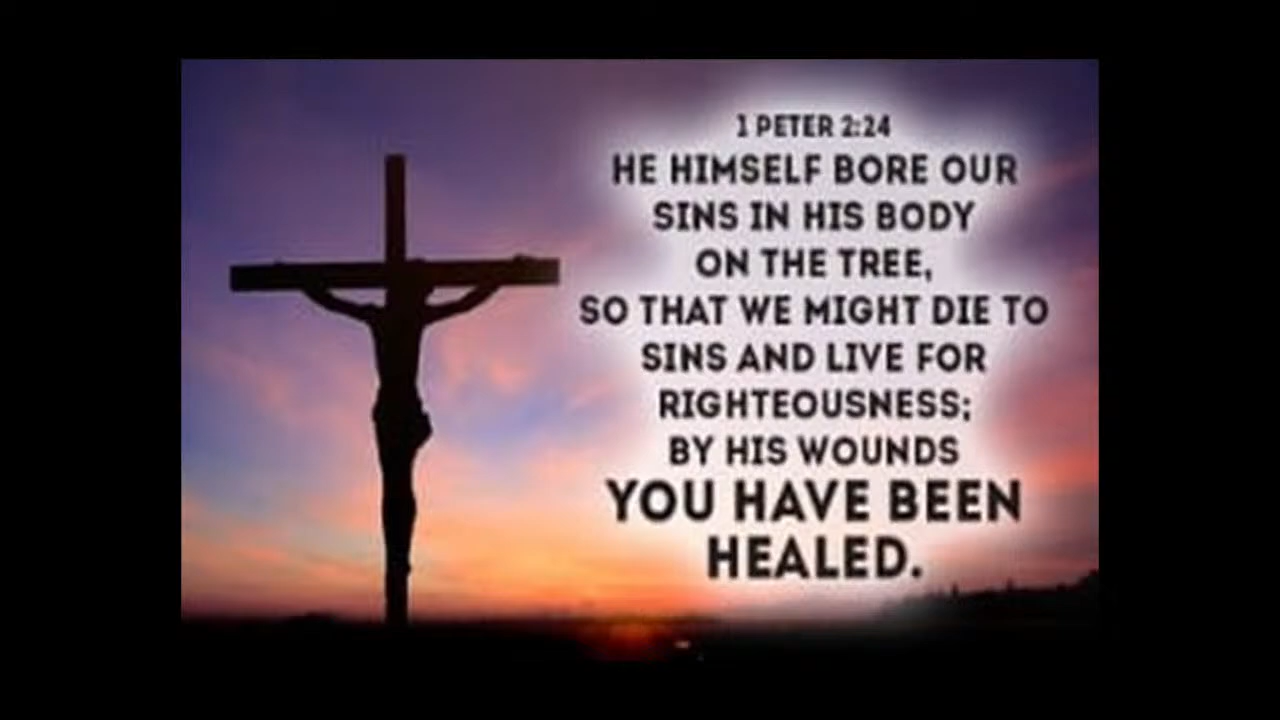 1 PETER 2:24
HE HIMSELF BORE OUR
SINS IN HIS BODY
ON THE TREE,
SO THAT WE MIGHT DIE TO
SINS AND LIVE FOR
RIGHTEOUSNESS;
BY HIS WOUNDS
YOU HAVE BEEN
HEALED.